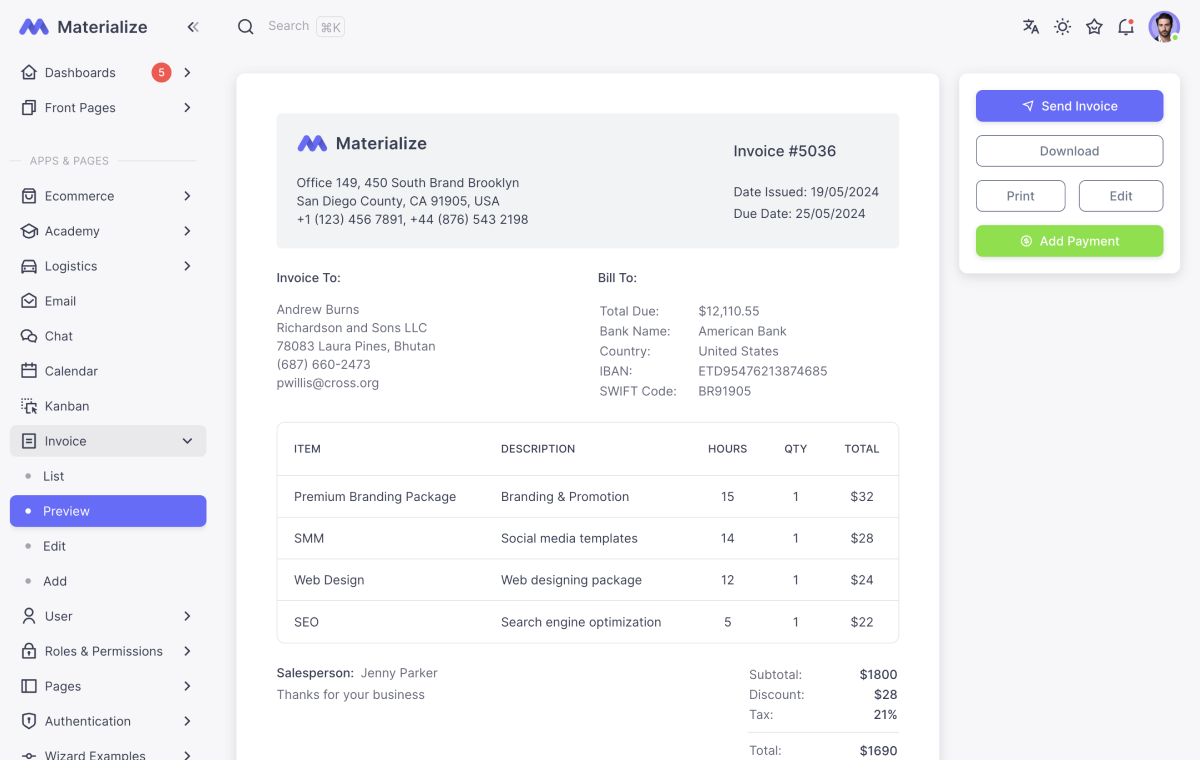 Materialize
Search ⌘K
Dashboards 5
Front Pages
APPS & PAGES
Ecommerce
Academy
Logistics
Email
Chat
Calendar
Kanban
Invoice
List
Preview
Edit
Add
User
Roles & Permissions
Pages
Authentication
Wizard Examples
Materialize
Office 149, 450 South Brand Brooklyn
San Diego County, CA 91905, USA
+1 (123) 456 7891, +44 (876) 543 2198
Invoice #5036
Date Issued: 19/05/2024
Due Date: 25/05/2024
Invoice To:
Andrew Burns
Richardson and Sons LLC
78083 Laura Pines, Bhutan
(687) 660-2473
pwillis@cross.org
Bill To:
Total Due: $12,110.55
Bank Name: American Bank
Country: United States
IBAN: ETD95476213874685
SWIFT Code: BR91905
ITEM DESCRIPTION HOURS QTY TOTAL
Premium Branding Package Branding & Promotion 15 1 $32
SMM Social media templates 14 1 $28
Web Design Web designing package 12 1 $24
SEO Search engine optimization 5 1 $22
Salesperson: Jenny Parker
Thanks for your business
Subtotal: $1800
Discount: $28
Tax: 21%
Total: $1690
Send Invoice
Download
Print
Edit
Add Payment